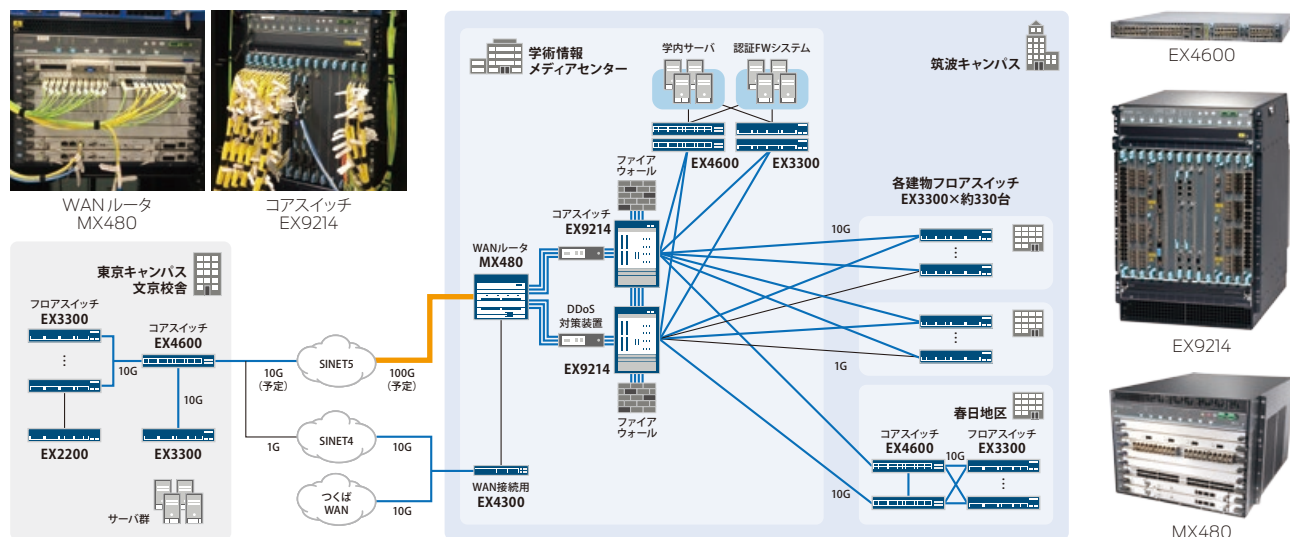 WANルータ
MX480
コアスイッチ
EX9214
東京キャンパス
文京校舎
フロアスイッチ
EX3300
⋮
コアスイッチ
EX4600
10G
10G
EX2200
EX3300
サーバ群
10G
(予定)
1G
SINET5
SINET4
つくば
WAN
100G
(予定)
10G
10G
学術情報
メディアセンター
学内サーバ
認証FWシステム
EX4600
EX3300
ファイア
ウォール
コアスイッチ
EX9214
WANルータ
MX480
DDoS
対策装置
EX9214
ファイア
ウォール
WAN接続用
EX4300
筑波キャンパス
各建物フロアスイッチ
EX3300×約330台
10G
⋮
⋮
1G
春日地区
コアスイッチ
EX4600
10G
フロアスイッチ
EX3300
⋮
10G
EX4600
EX9214
MX480